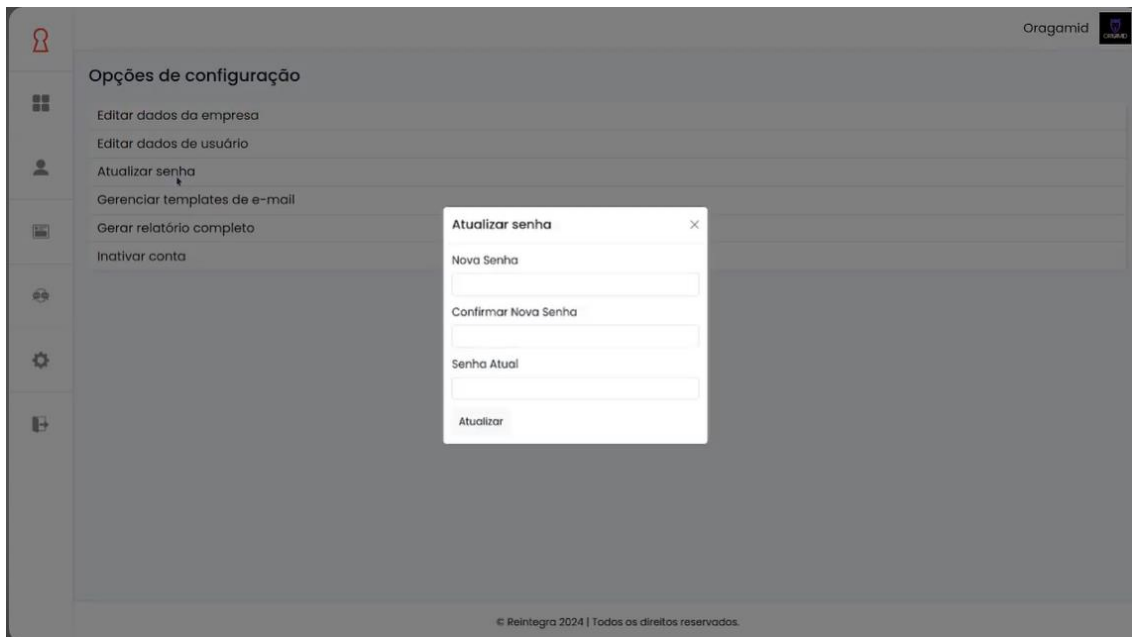 Oragamid
Opções de configuração
Editar dados da empresa
Editar dados de usuário
Atualizar senha
Gerenciar templates de e-mail
Gerar relatório completo
Inativar conta
Atualizar senha
Nova Senha
Confirmar Nova Senha
Senha Atual
Atualizar
© Reintegra 2024 | Todos os direitos reservados.